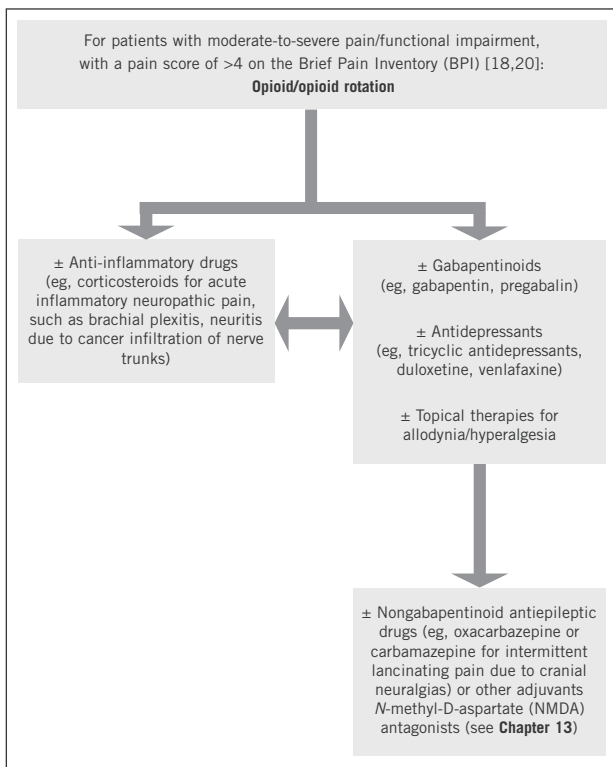 For patients with moderate-to-severe pain/functional impairment,
with a pain score of >4 on the Brief Pain Inventory (BPI) [18,20]:
Opioid/opioid rotation
± Anti-inflammatory drugs
(eg, corticosteroids for acute
inflammatory neuropathic pain,
such as brachial plexitis, neuritis
due to cancer infiltration of nerve
trunks)
± Gabapentinoids
(eg, gabapentin, pregabalin)
± Antidepressants
(eg, tricyclic antidepressants,
duloxetine, venlafaxine)
± Topical therapies for
allodynia/hyperalgesia
± Nongabapentinoid antiepileptic
drugs (eg, oxacarbazepine or
carbamazepine for intermittent
lancinating pain due to cranial
neuralgias) or other adjuvants
N-methyl-D-aspartate (NMDA)
antagonists (see Chapter 13)